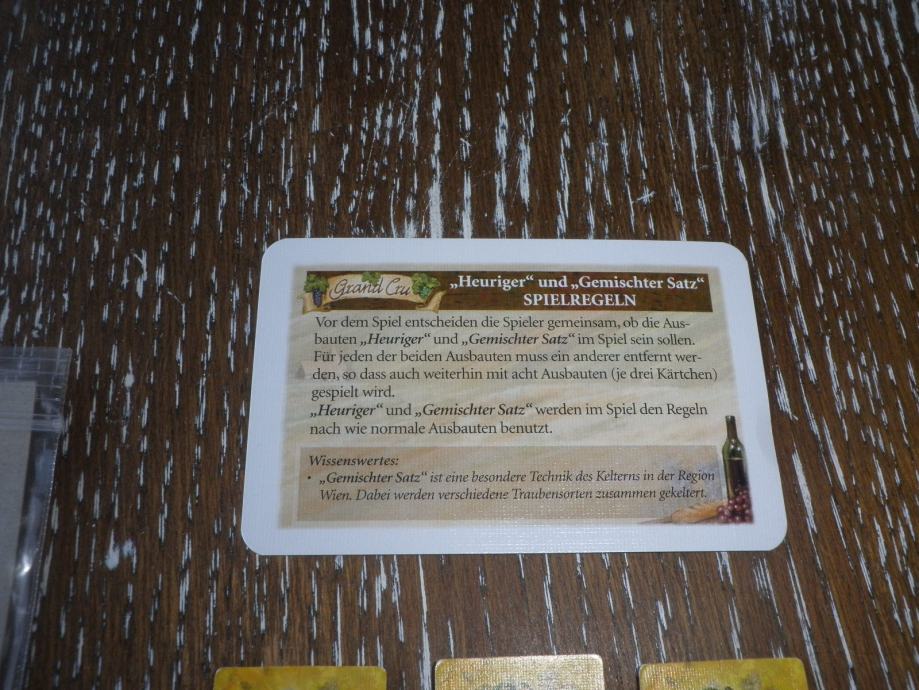 Grand Cru
„Heuriger“ und „Gemischter Satz“
SPIELREGELN
Vor dem Spiel entscheiden die Spieler gemeinsam, ob die Aus-
bauten „Heuriger“ und „Gemischter Satz“ im Spiel sein sollen.
Für jeden der beiden Ausbauten muss ein anderer entfernt wer-
den, so dass auch weiterhin mit acht Ausbauten (je drei Kärtchen)
gespielt wird.
„Heuriger“ und „Gemischter Satz“ werden im Spiel den Regeln
nach wie normale Ausbauten benutzt.
Wissenswertes:
• „Gemischter Satz“ ist eine besondere Technik des Kelterns in der Region
Wien. Dabei werden verschiedene Traubensorten zusammen gekeltert.